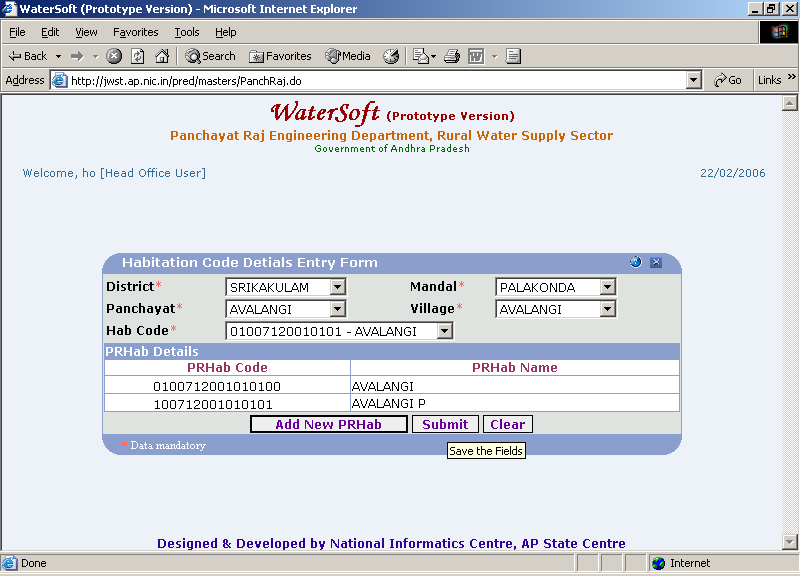 WaterSoft (Prototype Version) - Microsoft Internet Explorer
File Edit View Favorites Tools Help
Back Search Favorites Media
Address http://jwst.ap.nic.in/pred/masters/PanchRaj.do Go Links »
WaterSoft (Prototype Version)
Panchayat Raj Engineering Department, Rural Water Supply Sector
Government of Andhra Pradesh
Welcome, ho [Head Office User] 22/02/2006
Habitation Code Detials Entry Form
District* SRIKAKULAM Mandal* PALAKONDA
Panchayat* AVALANGI Village* AVALANGI
Hab Code* 01007120010101 - AVALANGI
PRHab Details
PRHab Code PRHab Name
0100712001010100 AVALANGI
100712001010101 AVALANGI P
Add New PRHab Submit Clear
* Data mandatory
Save the Fields
Designed & Developed by National Informatics Centre, AP State Centre
Done Internet